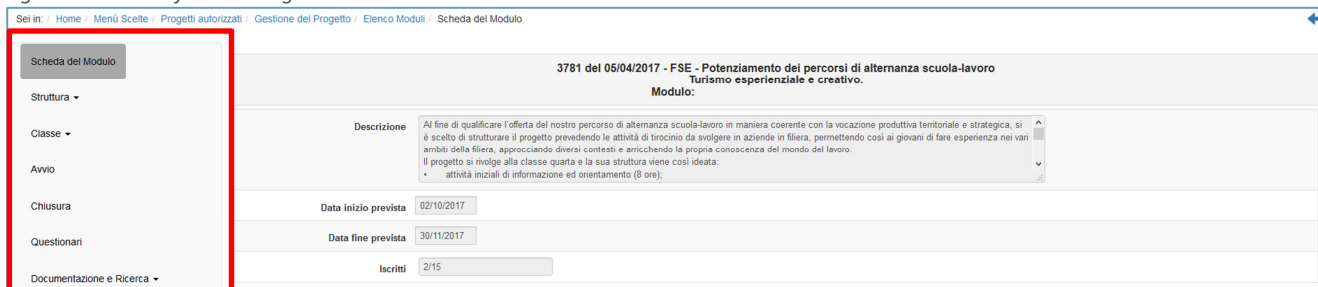 Sei in: / Home / Menù Scelte / Progetti autorizzati / Gestione del Progetto / Elenco Moduli / Scheda del Modulo
Scheda del Modulo
Struttura
Classe
Avvio
Chiusura
Questionari
Documentazione e Ricerca
3781 del 05/04/2017 - FSE - Potenziamento dei percorsi di alternanza scuola-lavoro
Turismo esperienziale e creativo.
Modulo:
Descrizione
Al fine di qualificare l'offerta del nostro percorso di alternanza scuola-lavoro in maniera coerente con la vocazione produttiva territoriale e strategica, si
è scelto di strutturare il progetto prevedendo le attività di tirocinio da svolgere in aziende in filiera, permettendo così ai giovani di fare esperienza nei vari
ambiti della filiera, approcciando diversi contesti e arricchendo la propria conoscenza del mondo del lavoro.
Il progetto si rivolge alla classe quarta e la sua struttura viene così ideata:
• attività iniziali di informazione ed orientamento (8 ore);
Data inizio prevista 02/10/2017
Data fine prevista 30/11/2017
Iscritti 2/15